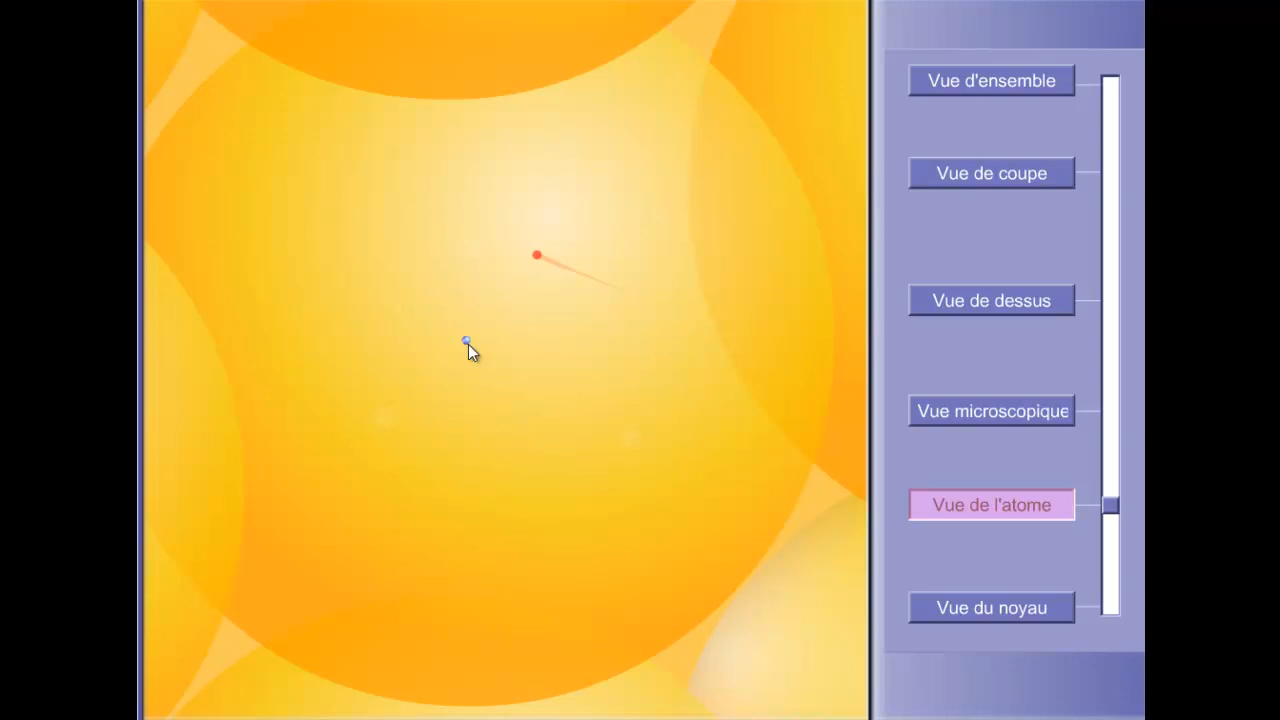 Vue d'ensemble
Vue de coupe
Vue de dessus
Vue microscopique
Vue de l'atome
Vue du noyau